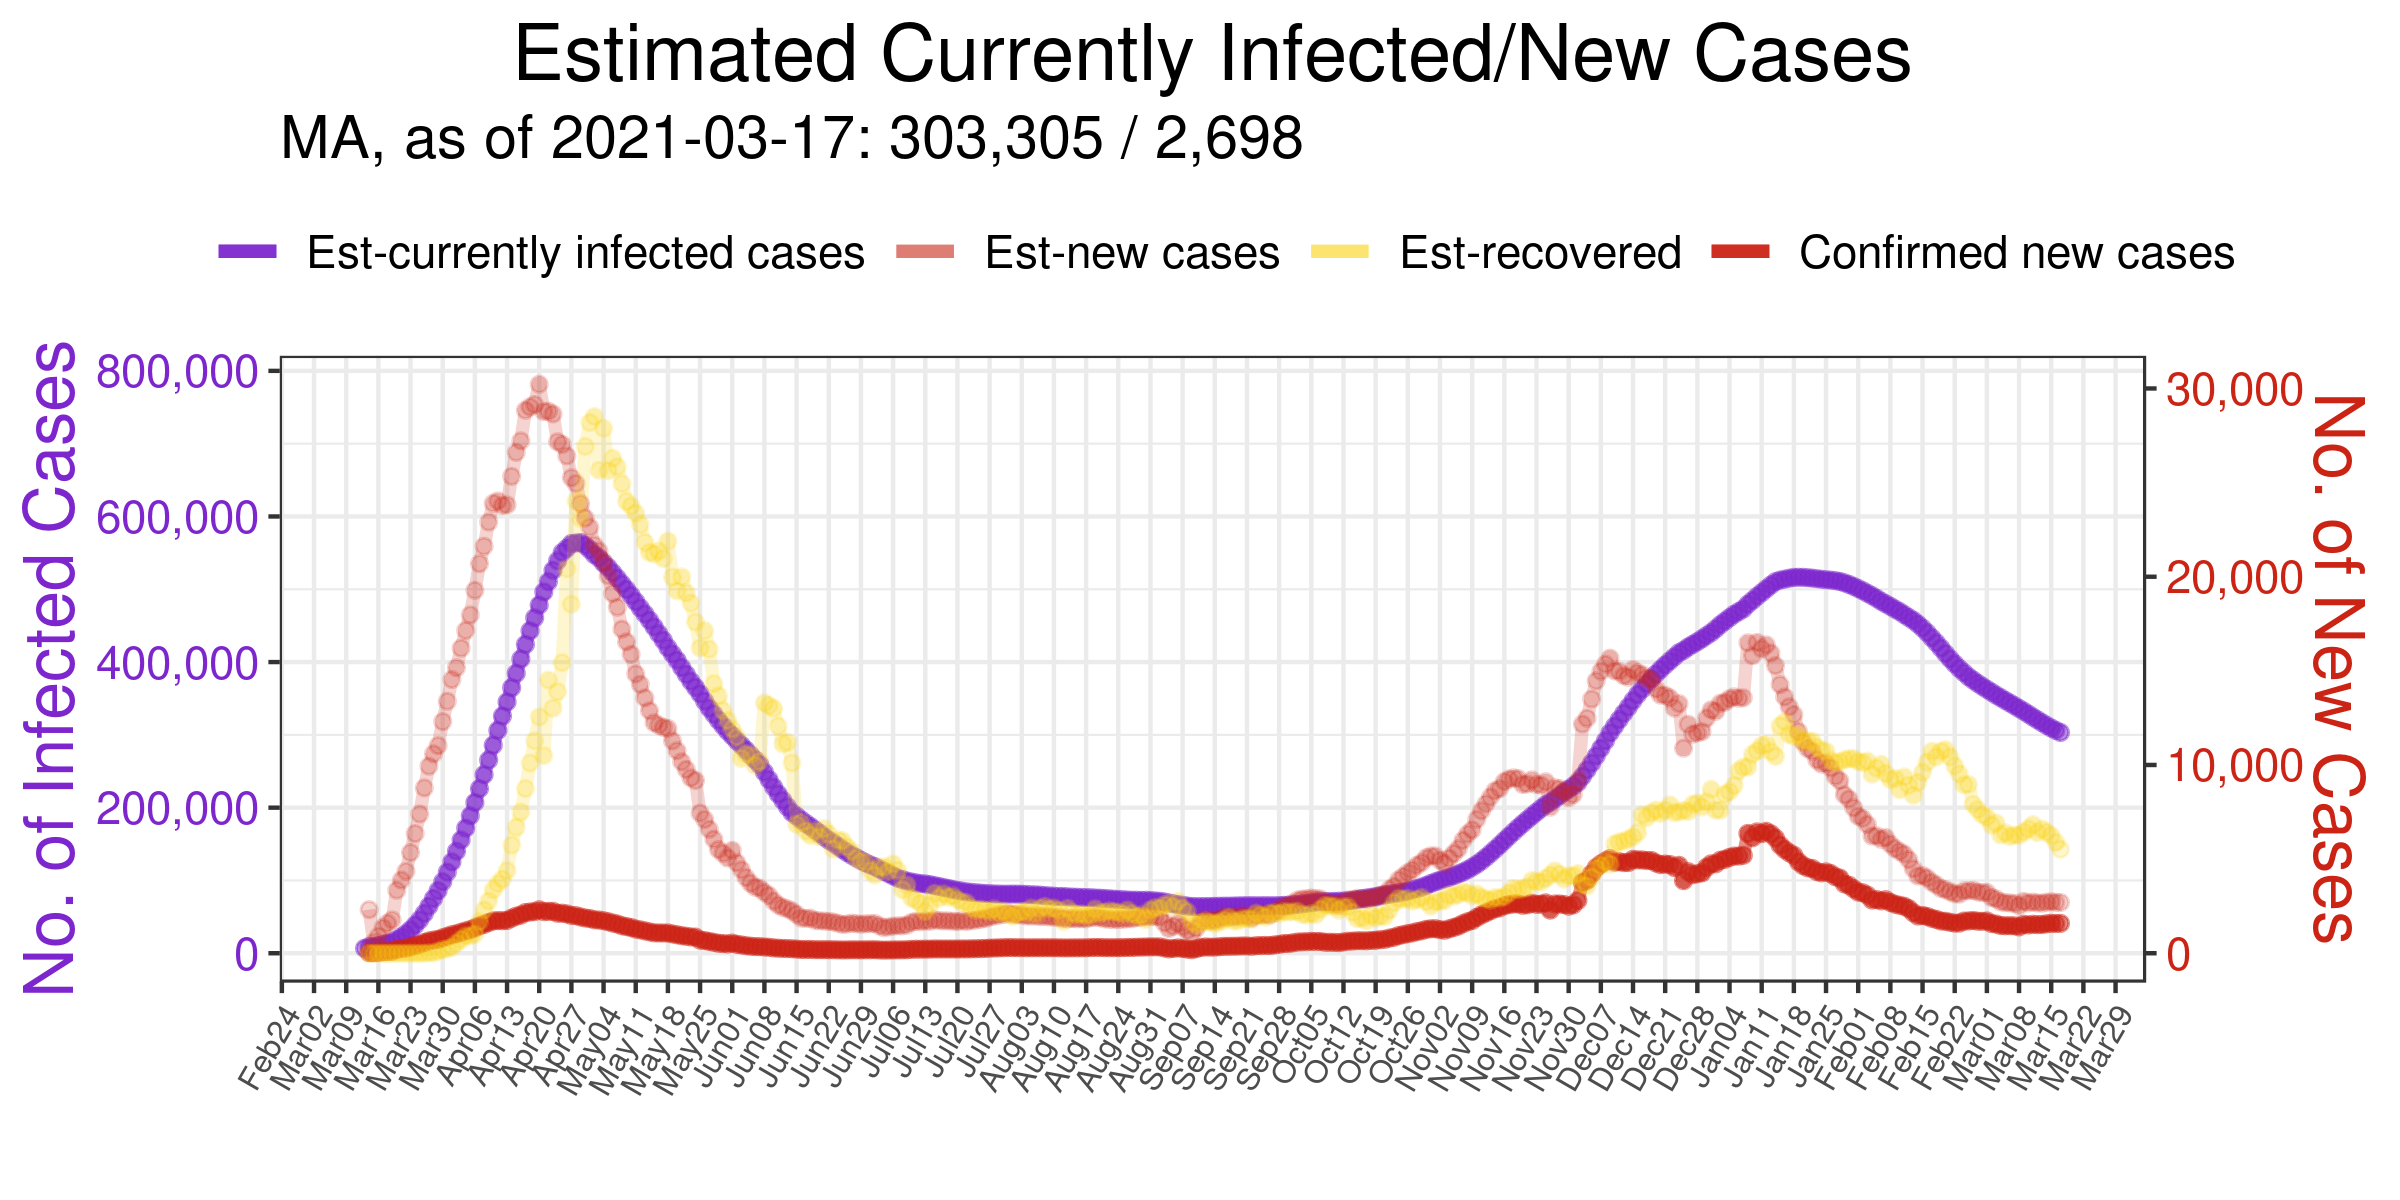 Estimated Currently Infected/New Cases
MA, as of 2021-03-17: 303,305 / 2,698
Est-currently infected cases Est-new cases Est-recovered Confirmed new cases
No. of Infected Cases
800,000
600,000
400,000
200,000
0
30,000
20,000
10,000
0
No. of New Cases
Feb24 Mar02 Mar09 Mar16 Mar23 Mar30 Apr06 Apr13 Apr20 Apr27 May04 May11 May18 May25 Jun01 Jun08 Jun15 Jun22 Jun29 Jul06 Jul13 Jul20 Jul27 Aug03 Aug10 Aug17 Aug24 Aug31 Sep07 Sep14 Sep21 Sep28 Oct05 Oct12 Oct19 Oct26 Nov02 Nov09 Nov16 Nov23 Nov30 Dec07 Dec14 Dec21 Dec28 Jan04 Jan11 Jan18 Jan25 Feb01 Feb08 Feb15 Feb22 Mar01 Mar08 Mar15 Mar22 Mar29